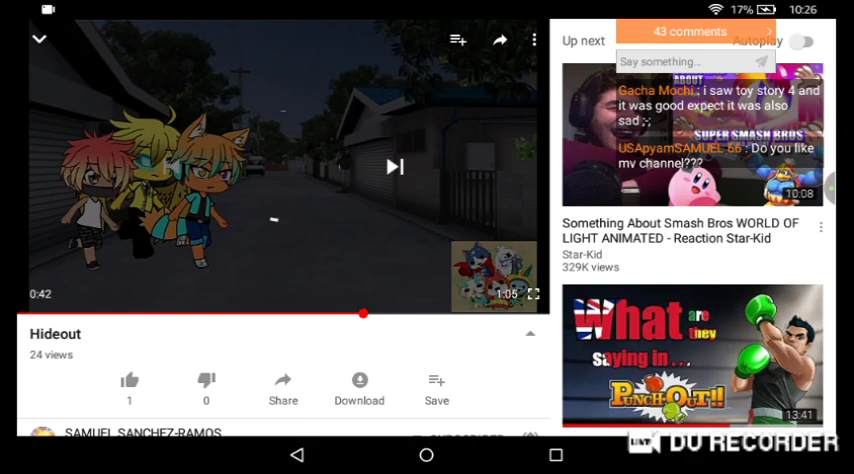 17%
10:26
Up next
Autoplay
43 comments
Say something...
Gacha Mochi : i saw toy story 4 and
it was good expect it was also
sad ;-;
USApyamSAMUEL 56 : Do you like
my channel???
ABOUT
SUPER SMASH BROS
10:08
Something About Smash Bros WORLD OF
LIGHT ANIMATED - Reaction Star-Kid
Star-Kid
329K views
0:42
1:05
Hideout
24 views
1
0
Share
Download
Save
SAMUEL SANCHEZ-RAMOS
SUBSCRIBED
What are
they
saying in...
PUNCH-OUT!!
13:41
DU RECORDER